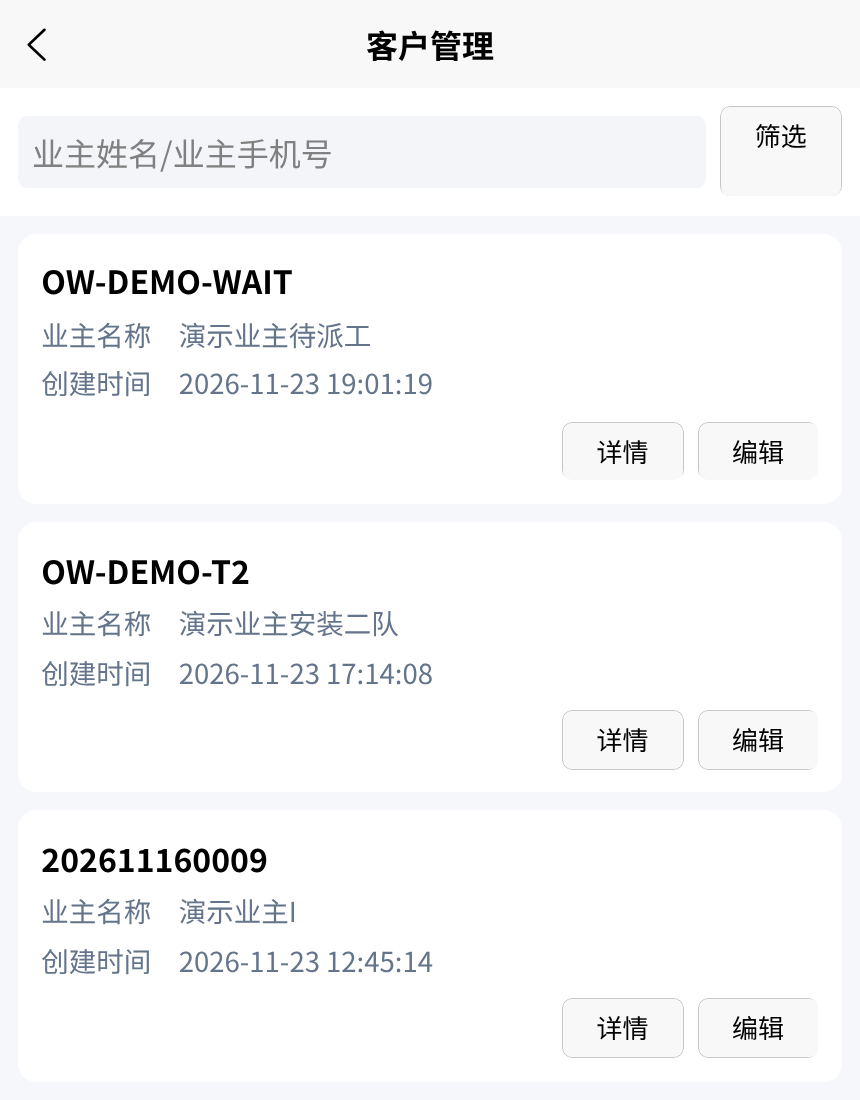 客户管理
业主姓名/业主手机号
筛选
OW-DEMO-WAIT
业主名称 演示业主待派工
创建时间 2026-11-23 19:01:19
详情 编辑
OW-DEMO-T2
业主名称 演示业主安装二队
创建时间 2026-11-23 17:14:08
详情 编辑
202611160009
业主名称 演示业主I
创建时间 2026-11-23 12:45:14
详情 编辑